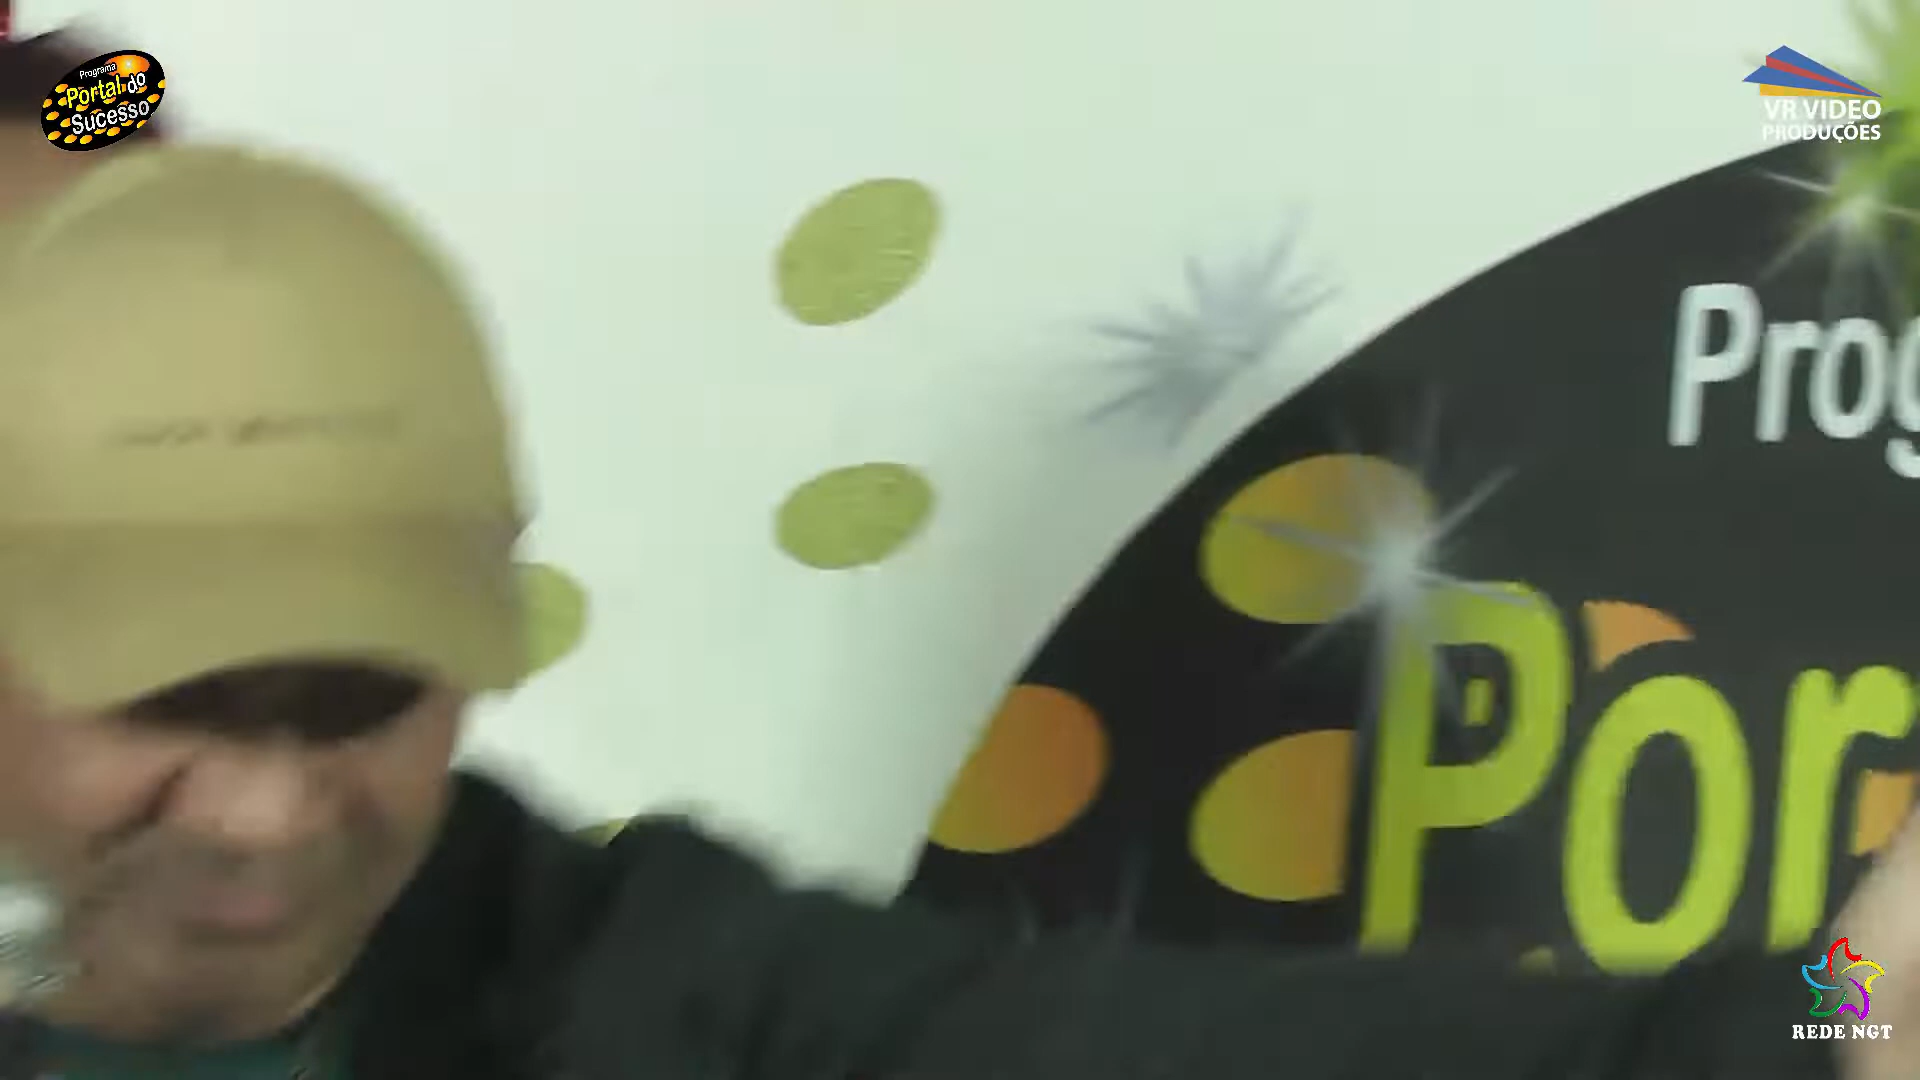 Programa
Portal do
Sucesso
VR VIDEO
PRODUÇÕES
Prog
Por
REDE NGT